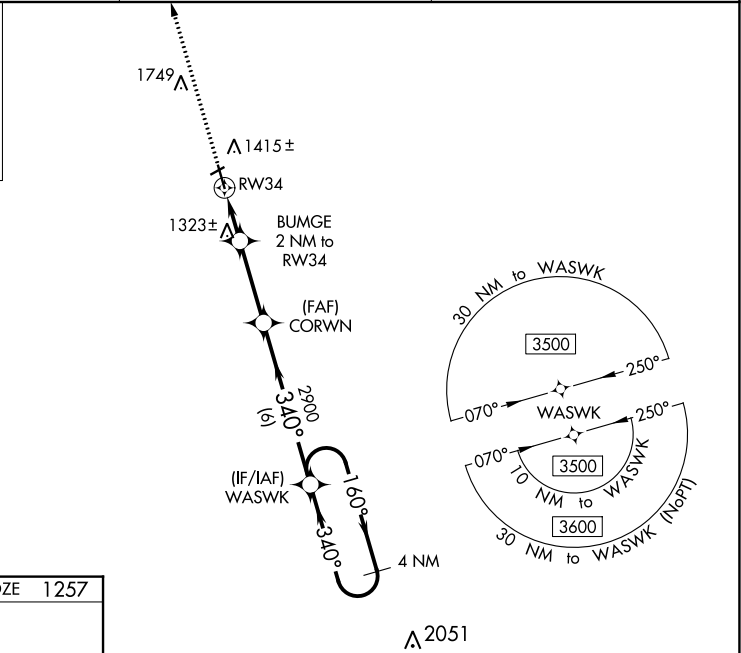 1749
1415±
RW34
1323±
BUMGE
2 NM to
RW34
(FAF)
CORWN
2900
340°
(6)
(IF/IAF)
WASWK
160°
340°
4 NM
2051
30 NM to WASWK
3500
250°
070°
WASWK
250°
070°
3500
10 NM to WASWK
3600
30 NM to WASWK (NoPT)
1257